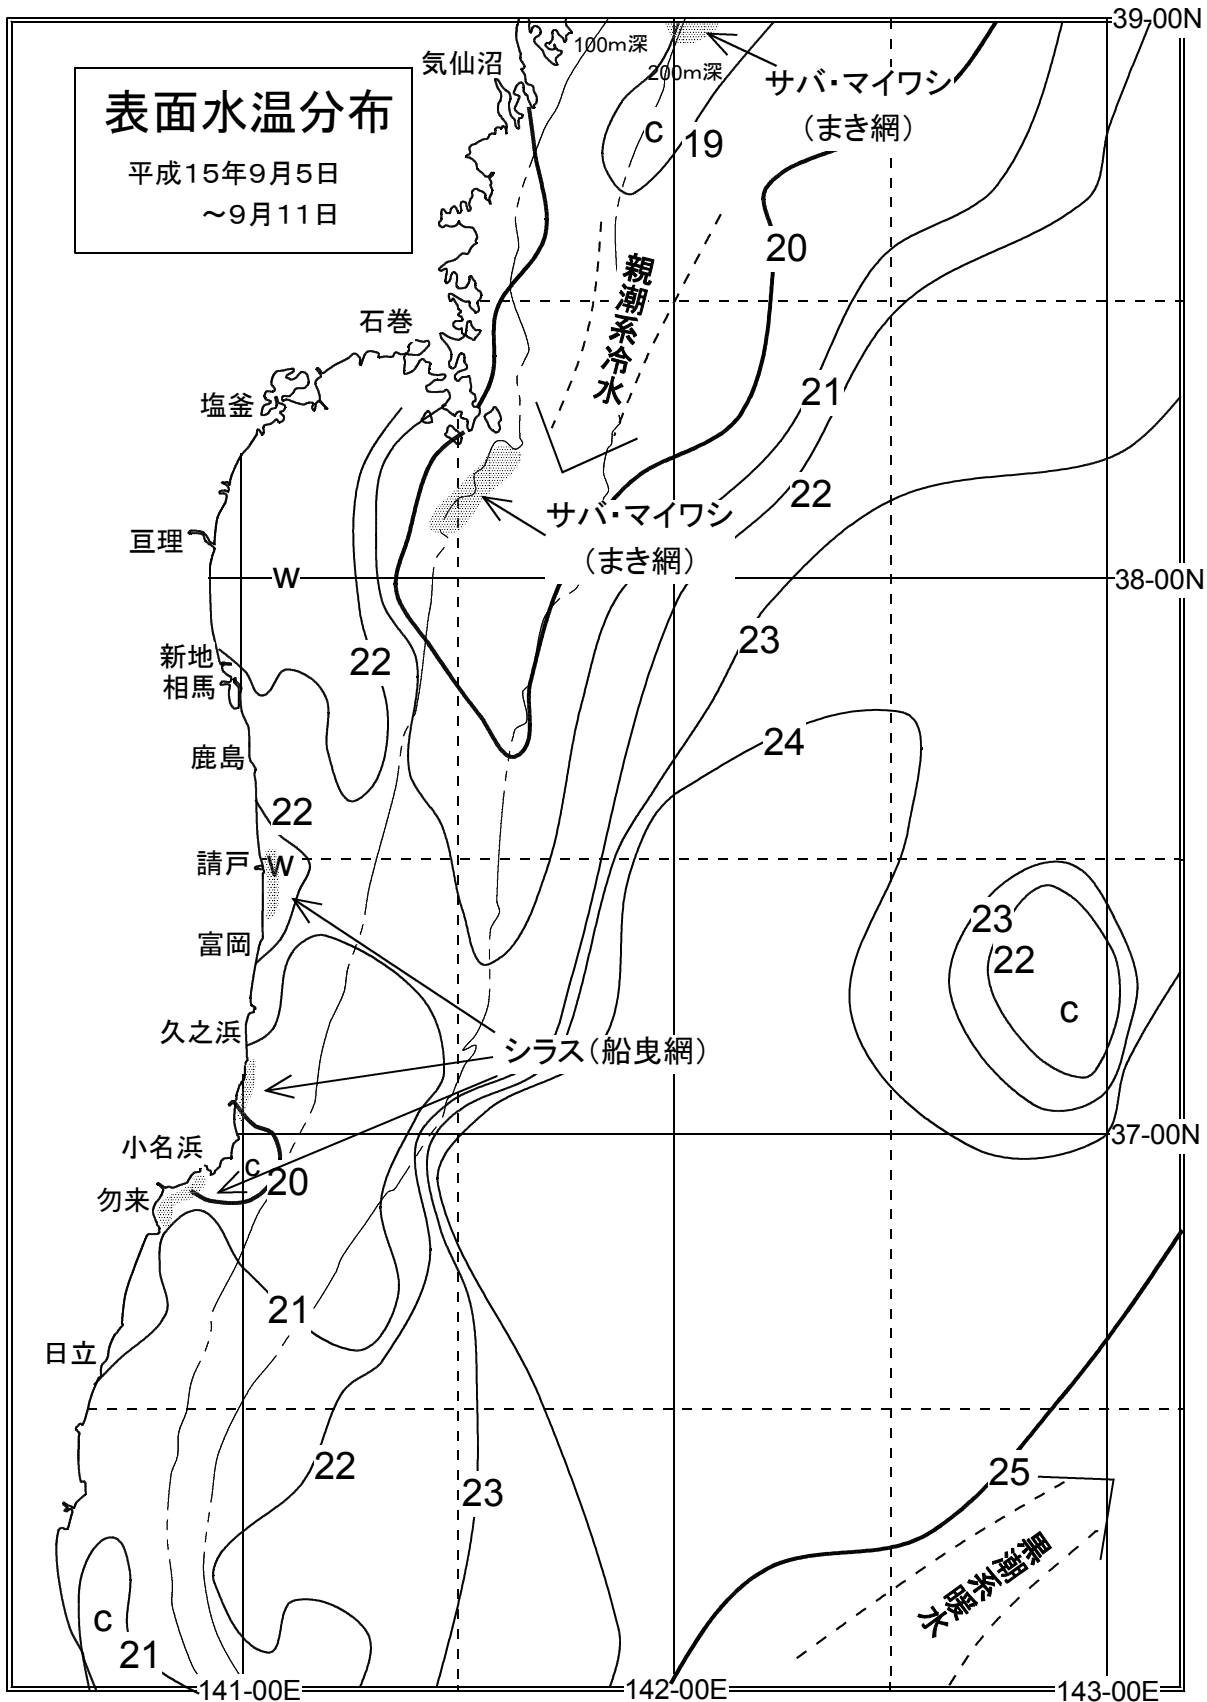 39-00N
気仙沼
100m深
200m深
サバ・マイワシ
(まき網)
表面水温分布
平成15年9月5日
~9月11日
c
19
20
親潮系冷水
石巻
塩釜
21
22
サバ・マイワシ
(まき網)
亘理
W
38-00N
新地
相馬
22
23
24
鹿島
22
請戸
W
富岡
23
22
c
久之浜
シラス(船曳網)
37-00N
小名浜
c
20
勿来
21
日立
22
23
25
黒潮系暖水
c
21
141-00E
142-00E
143-00E